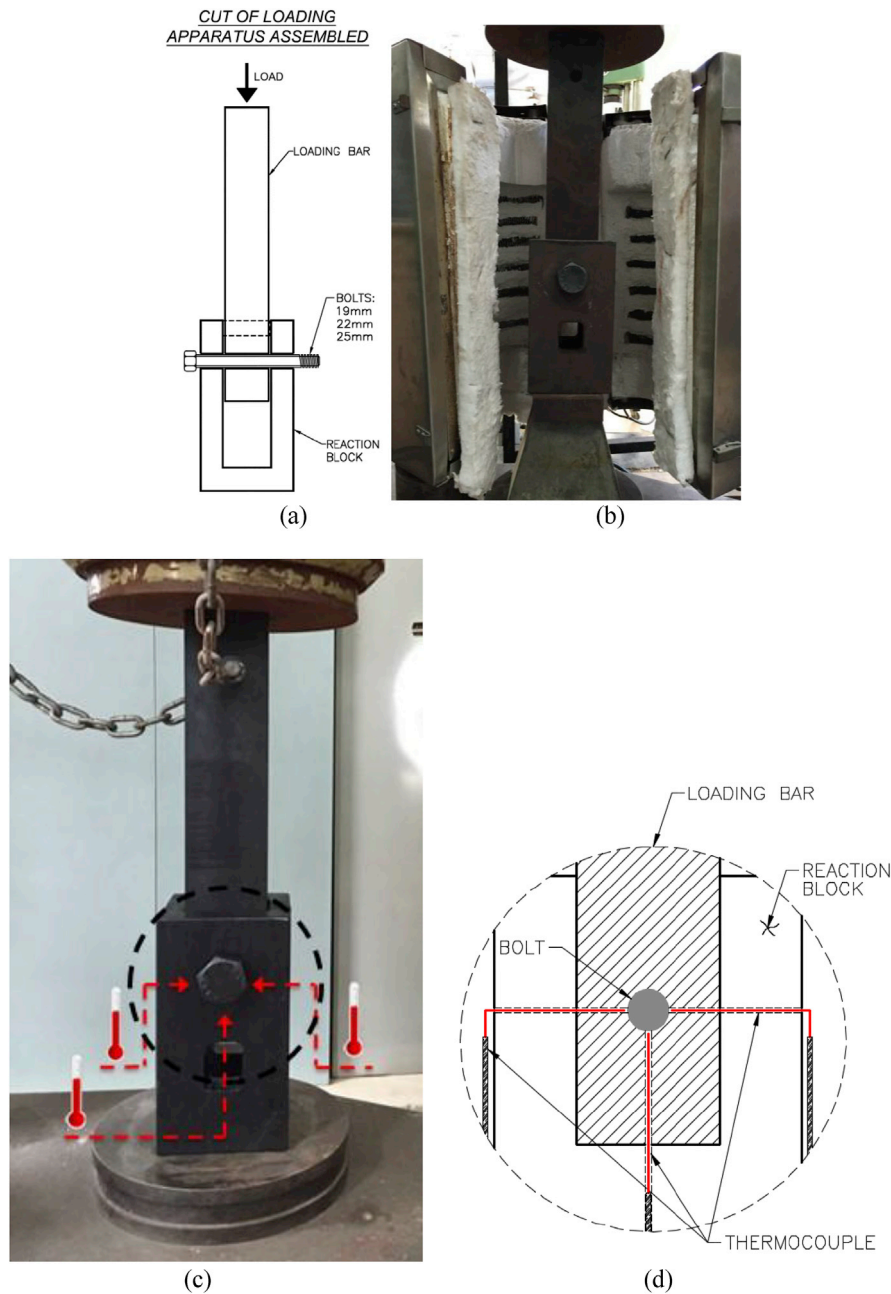 CUT OF LOADING
APPARATUS ASSEMBLED
LOAD
LOADING BAR
BOLTS:
19mm
22mm
25mm
REACTION
BLOCK
(a)
(b)
LOADING BAR
REACTION
BLOCK
BOLT
THERMOCOUPLE
(c)
(d)